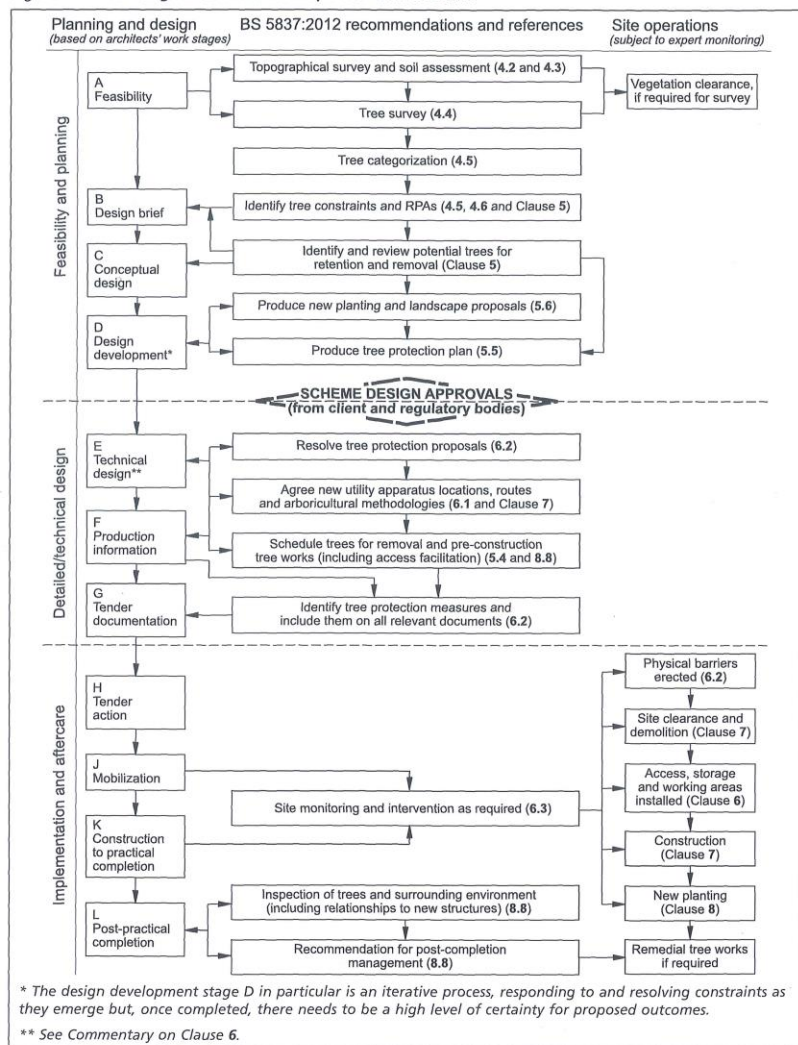 Planning and design
(based on architects' work stages)
BS 5837:2012 recommendations and references
Site operations
(subject to expert monitoring)
Feasibility and planning
A
Feasibility
Topographical survey and soil assessment (4.2 and 4.3)
Vegetation clearance,
if required for survey
Tree survey (4.4)
Tree categorization (4.5)
B
Design brief
Identify tree constraints and RPAs (4.5, 4.6 and Clause 5)
C
Conceptual
design
Identify and review potential trees for
retention and removal (Clause 5)
D
Design
development*
Produce new planting and landscape proposals (5.6)
Produce tree protection plan (5.5)
SCHEME DESIGN APPROVALS
(from client and regulatory bodies)
Detailed/technical design
E
Technical
design**
Resolve tree protection proposals (6.2)
Agree new utility apparatus locations, routes
and arboricultural methodologies (6.1 and Clause 7)
F
Production
information
Schedule trees for removal and pre-construction
tree works (including access facilitation) (5.4 and 8.8)
G
Tender
documentation
Identify tree protection measures and
include them on all relevant documents (6.2)
Implementation and aftercare
H
Tender
action
J
Mobilization
Site monitoring and intervention as required (6.3)
K
Construction
to practical
completion
L
Post-practical
completion
Inspection of trees and surrounding environment
(including relationships to new structures) (8.8)
Recommendation for post-completion
management (8.8)
Physical barriers
erected (6.2)
Site clearance and
demolition (Clause 7)
Access, storage
and working areas
installed (Clause 6)
Construction
(Clause 7)
New planting
(Clause 8)
Remedial tree works
if required
* The design development stage D in particular is an iterative process, responding to and resolving constraints as
they emerge but, once completed, there needs to be a high level of certainty for proposed outcomes.
** See Commentary on Clause 6.